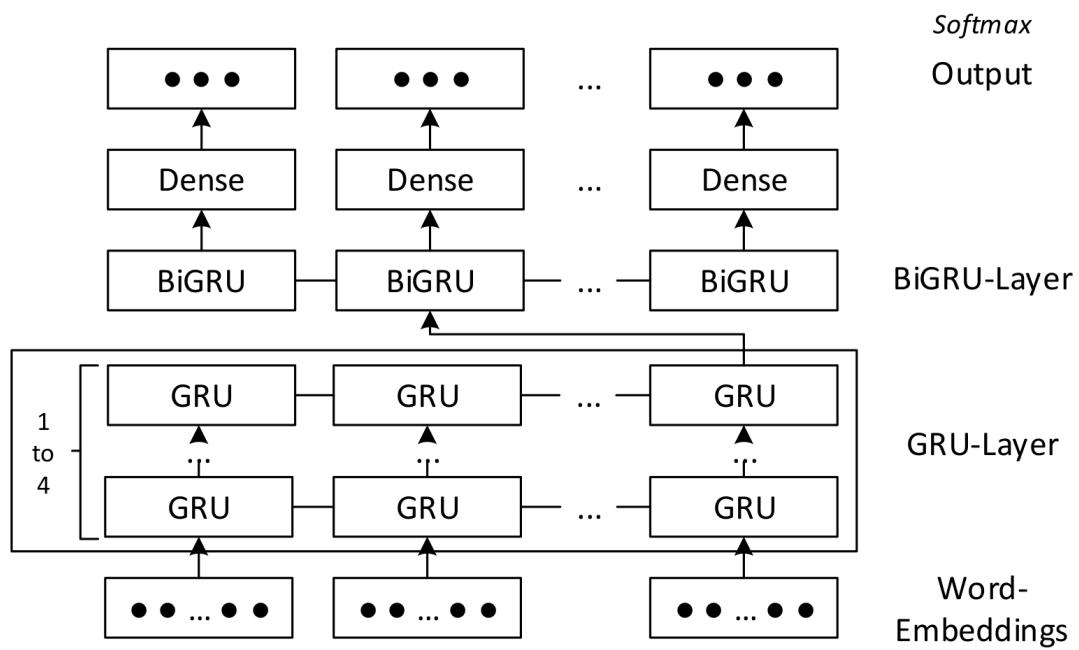 Softmax
Output
... 
Dense Dense ... Dense
BiGRU BiGRU ... BiGRU BiGRU-Layer
1
to
4
GRU GRU ... GRU
... ... ...
GRU-Layer
GRU GRU ... GRU
... ... ...
Word-
Embeddings